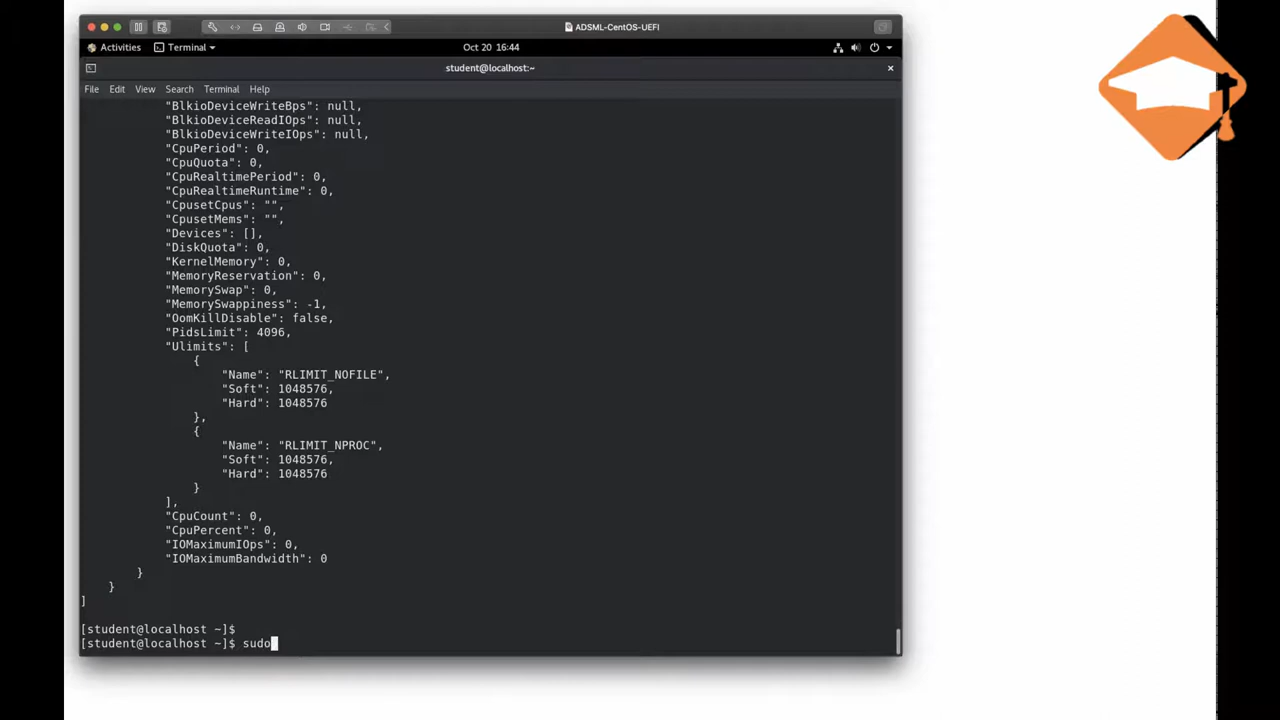 ADSML-CentOS-UEFI
Activities Terminal Oct 20 16:44
student@localhost:~
File Edit View Search Terminal Help
"BlkioDeviceWriteBps": null,
"BlkioDeviceReadIOps": null,
"BlkioDeviceWriteIOps": null,
"CpuPeriod": 0,
"CpuQuota": 0,
"CpuRealtimePeriod": 0,
"CpuRealtimeRuntime": 0,
"CpusetCpus": "",
"CpusetMems": "",
"Devices": [],
"DiskQuota": 0,
"KernelMemory": 0,
"MemoryReservation": 0,
"MemorySwap": 0,
"MemorySwappiness": -1,
"OomKillDisable": false,
"PidsLimit": 4096,
"Ulimits": [
{
"Name": "RLIMIT_NOFILE",
"Soft": 1048576,
"Hard": 1048576
},
{
"Name": "RLIMIT_NPROC",
"Soft": 1048576,
"Hard": 1048576
}
],
"CpuCount": 0,
"CpuPercent": 0,
"IOMaximumIOps": 0,
"IOMaximumBandwidth": 0
}
}
]
[student@localhost ~]$
[student@localhost ~]$ sudo